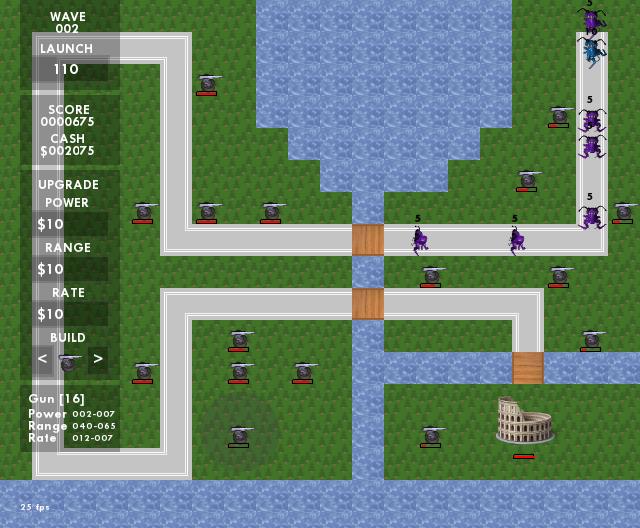 WAVE
002
LAUNCH
110
SCORE
0000675
CASH
$002075
UPGRADE
POWER
$10
RANGE
$10
RATE
$10
BUILD
< >
Gun [16]
Power 002-007
Range 040-065
Rate 012-007
25 fps
5
5
5
5
5
5